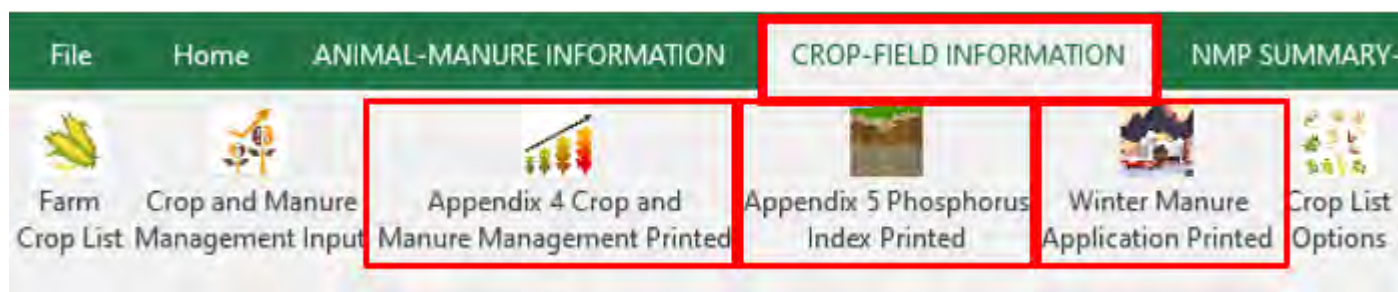 File Home ANIMAL-MANURE INFORMATION CROP-FIELD INFORMATION NMP SUMMARY-
Farm Crop and Manure Appendix 4 Crop and Appendix 5 Phosphorus Winter Manure Crop List
Crop List Management Input Manure Management Printed Index Printed Application Printed Options